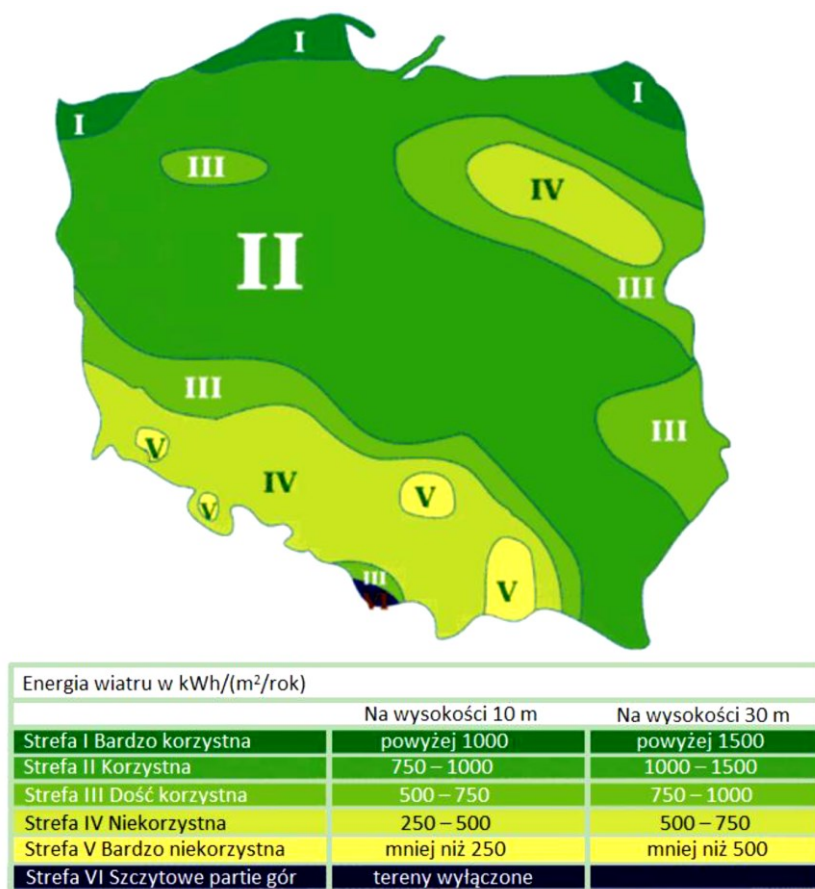 I
I
I
III
IV
II
III
III
III
V
IV
V
V
III
VI
V
Energia wiatru w kWh/(m²/rok)
Na wysokości 10 m Na wysokości 30 m
Strefa I Bardzo korzystna powyżej 1000 powyżej 1500
Strefa II Korzystna 750 – 1000 1000 – 1500
Strefa III Dość korzystna 500 – 750 750 – 1000
Strefa IV Niekorzystna 250 – 500 500 – 750
Strefa V Bardzo niekorzystna mniej niż 250 mniej niż 500
Strefa VI Szczytowe partie gór tereny wyłączone